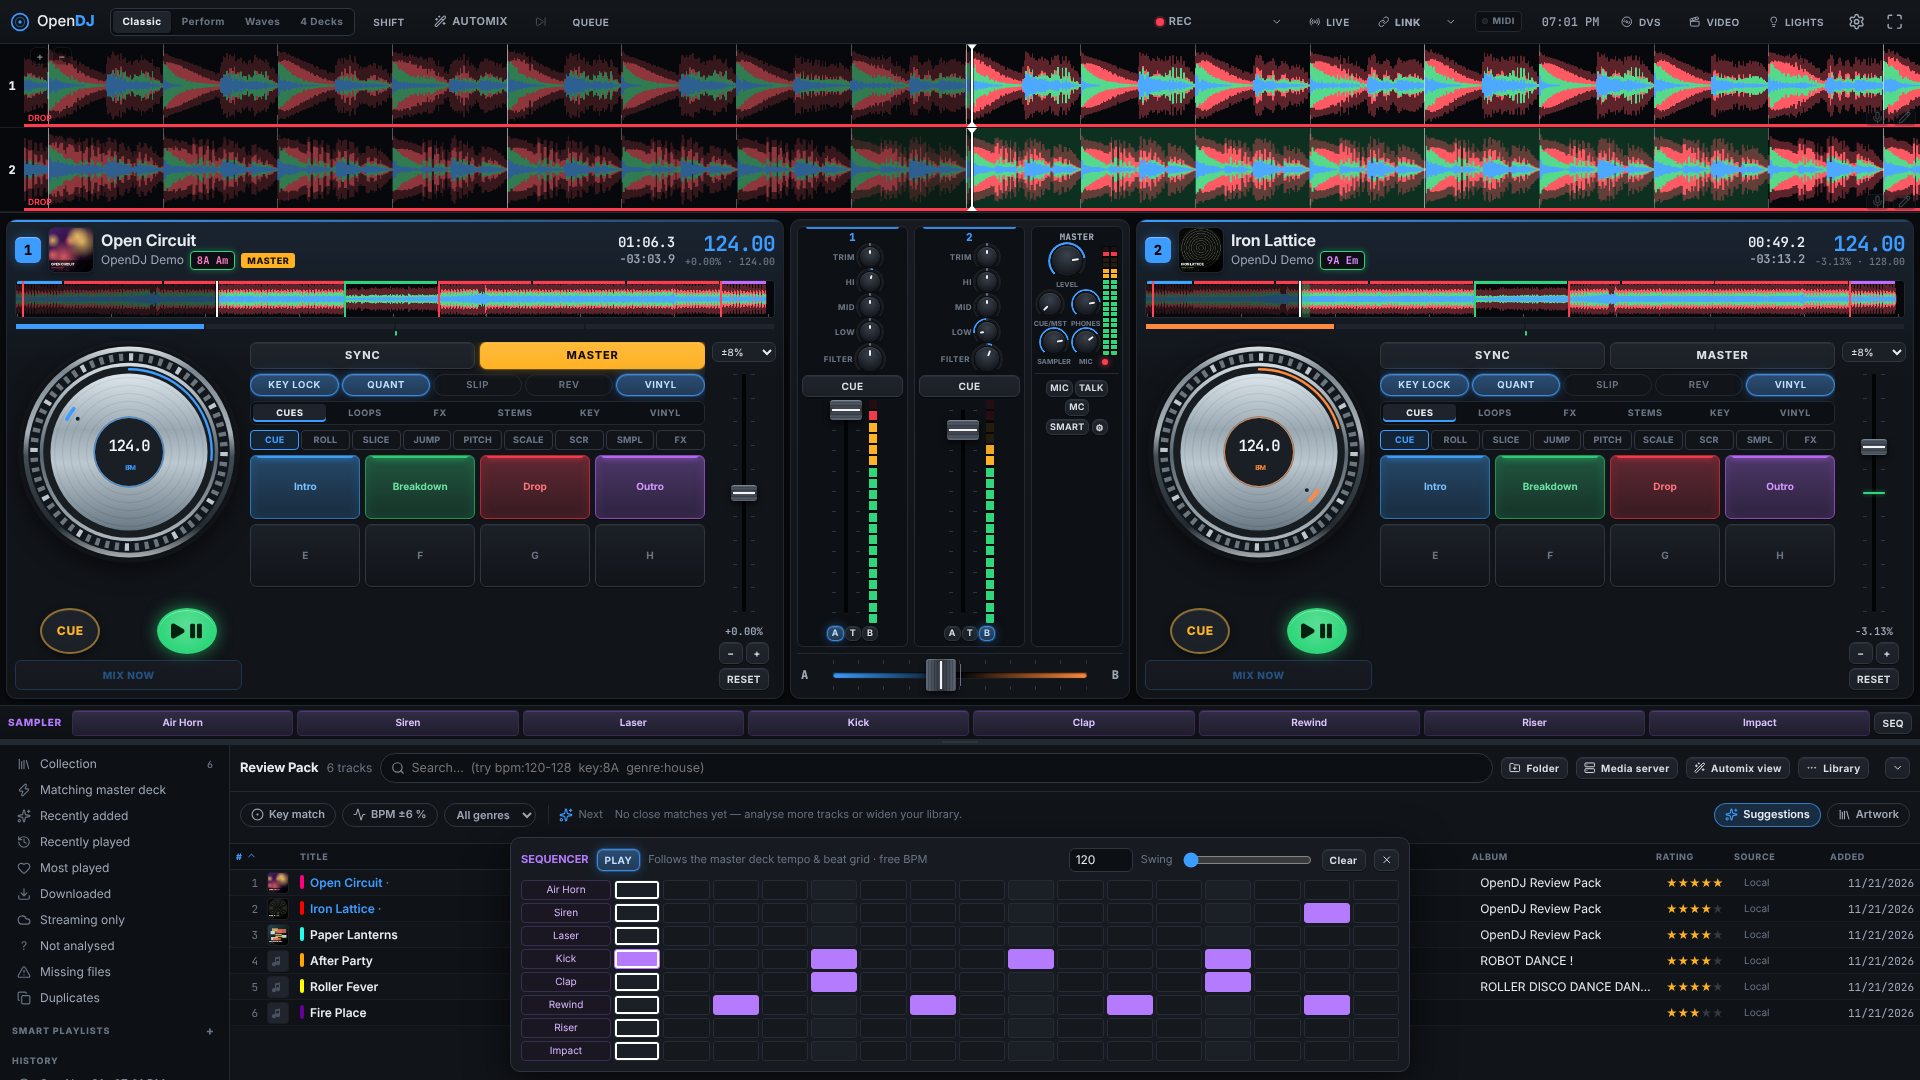 OpenDJ Classic Perform Waves 4 Decks SHIFT AUTOMIX QUEUE REC LIVE LINK MIDI 07:01 PM DVS VIDEO LIGHTS
1
DROP
2
DROP
1 Open Circuit 01:06.3 124.00
OpenDJ Demo 8A Am MASTER -03:03.9 +0.00% · 124.00
SYNC MASTER ±8%
KEY LOCK QUANT SLIP REV VINYL
CUES LOOPS FX STEMS KEY VINYL
CUE ROLL SLICE JUMP PITCH SCALE SCR SMPL FX
124.0
BPM
Intro Breakdown Drop Outro
E F G H
CUE
+0.00%
− +
MIX NOW RESET
1 2 MASTER
TRIM TRIM
HI HI LEVEL
MID MID
LOW LOW CUE/MST PHONES
FILTER FILTER SAMPLER MIC
CUE CUE MIC TALK
MC
SMART
A T B A T B
A B
2 Iron Lattice 00:49.2 124.00
OpenDJ Demo 9A Em -03:13.2 -3.13% · 128.00
SYNC MASTER ±8%
KEY LOCK QUANT SLIP REV VINYL
CUES LOOPS FX STEMS KEY VINYL
CUE ROLL SLICE JUMP PITCH SCALE SCR SMPL FX
124.0
BPM
Intro Breakdown Drop Outro
E F G H
CUE
-3.13%
− +
MIX NOW RESET
SAMPLER Air Horn Siren Laser Kick Clap Rewind Riser Impact SEQ
Collection 6
Matching master deck
Recently added
Recently played
Most played
Downloaded
Streaming only
Not analysed
Missing files
Duplicates
SMART PLAYLISTS +
HISTORY
Review Pack 6 tracks Search... (try bpm:120-128 key:8A genre:house) Folder Media server Automix view Library
Key match BPM ±6 % All genres Next No close matches yet — analyse more tracks or widen your library. Suggestions Artwork
# TITLE ALBUM RATING SOURCE ADDED
1 Open Circuit · OpenDJ Review Pack ★★★★★ Local 11/21/2026
2 Iron Lattice · OpenDJ Review Pack ★★★★★ Local 11/21/2026
3 Paper Lanterns OpenDJ Review Pack ★★★★★ Local 11/21/2026
4 After Party ROBOT DANCE ! ★★★★★ Local 11/21/2026
5 Roller Fever ROLLER DISCO DANCE DAN... ★★★★★ Local 11/21/2026
6 Fire Place ★★★★★ Local 11/21/2026
SEQUENCER PLAY Follows the master deck tempo & beat grid · free BPM 120 Swing Clear ×
Air Horn
Siren
Laser
Kick
Clap
Rewind
Riser
Impact